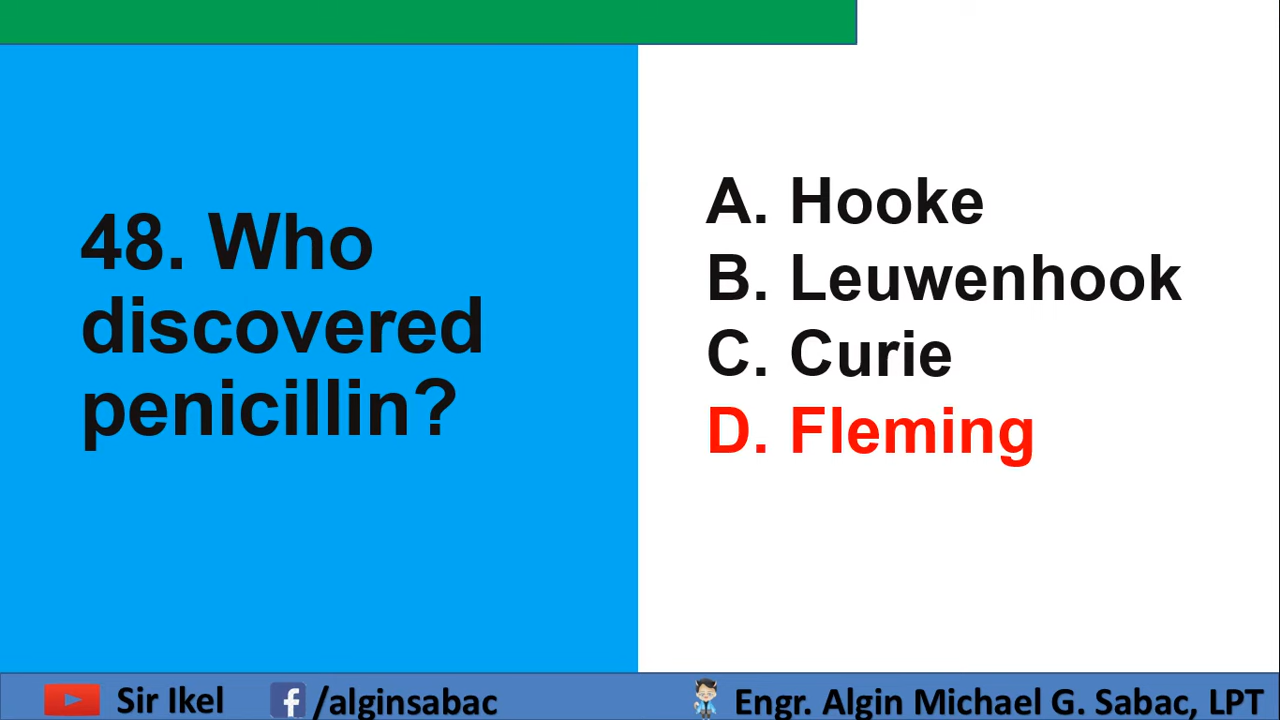 48. Who
discovered
penicillin?
A. Hooke
B. Leuwenhook
C. Curie
D. Fleming
Sir Ikel
/alginsabac
Engr. Algin Michael G. Sabac, LPT